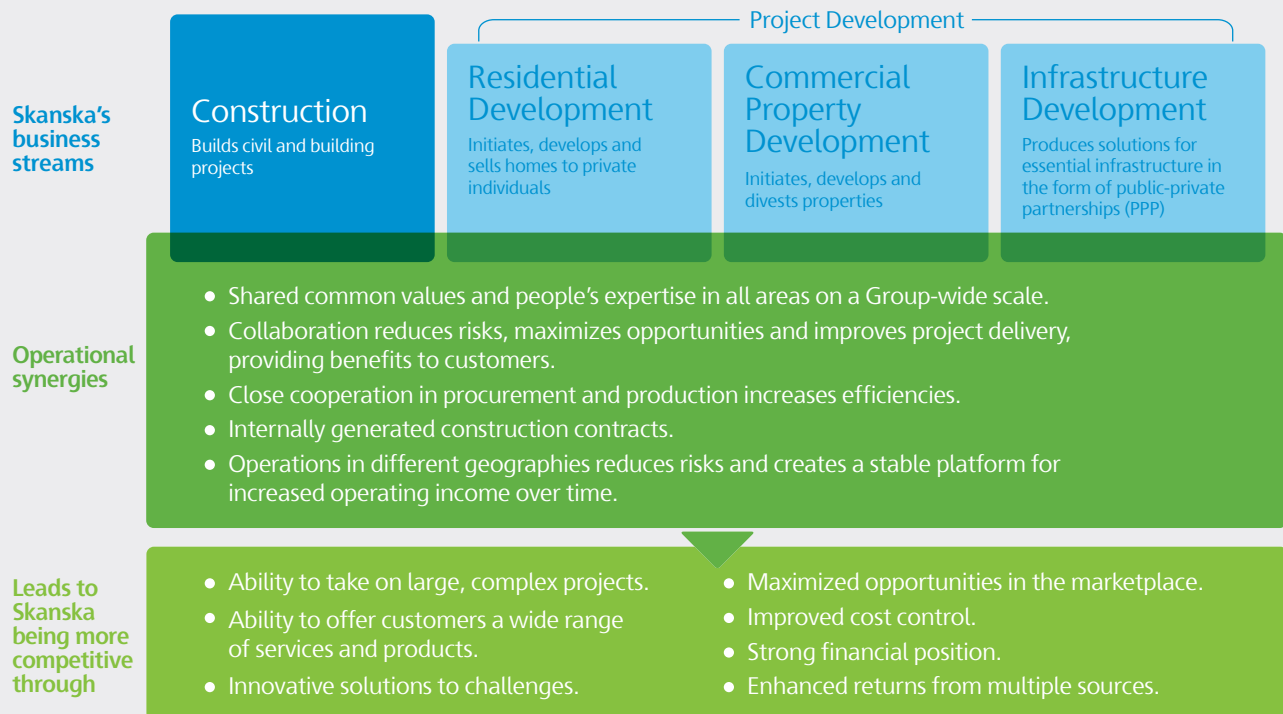 Project Development
Skanska's
business
streams
Construction
Builds civil and building
projects
Residential
Development
Initiates, develops and
sells homes to private
individuals
Commercial
Property
Development
Initiates, develops and
divests properties
Infrastructure
Development
Produces solutions for
essential infrastructure in
the form of public-private
partnerships (PPP)
Operational
synergies
• Shared common values and people's expertise in all areas on a Group-wide scale.
• Collaboration reduces risks, maximizes opportunities and improves project delivery,
providing benefits to customers.
• Close cooperation in procurement and production increases efficiencies.
• Internally generated construction contracts.
• Operations in different geographies reduces risks and creates a stable platform for
increased operating income over time.
Leads to
Skanska
being more
competitive
through
• Ability to take on large, complex projects.
• Ability to offer customers a wide range
of services and products.
• Innovative solutions to challenges.
• Maximized opportunities in the marketplace.
• Improved cost control.
• Strong financial position.
• Enhanced returns from multiple sources.